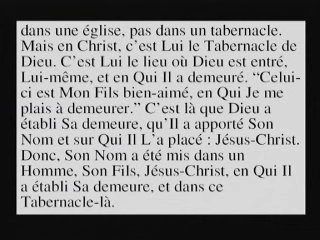 dans une église, pas dans un tabernacle.
Mais en Christ, c’est Lui le Tabernacle de
Dieu. C’est Lui le lieu où Dieu est entré,
Lui-même, et en Qui Il a demeuré. “Celui-
ci est Mon Fils bien-aimé, en Qui Je me
plais à demeurer.” C’est là que Dieu a
établi Sa demeure, qu’Il a apporté Son
Nom et sur Qui Il L’a placé : Jésus-Christ.
Donc, Son Nom a été mis dans un
Homme, Son Fils, Jésus-Christ, en Qui Il
a établi Sa demeure, et dans ce
Tabernacle-là.